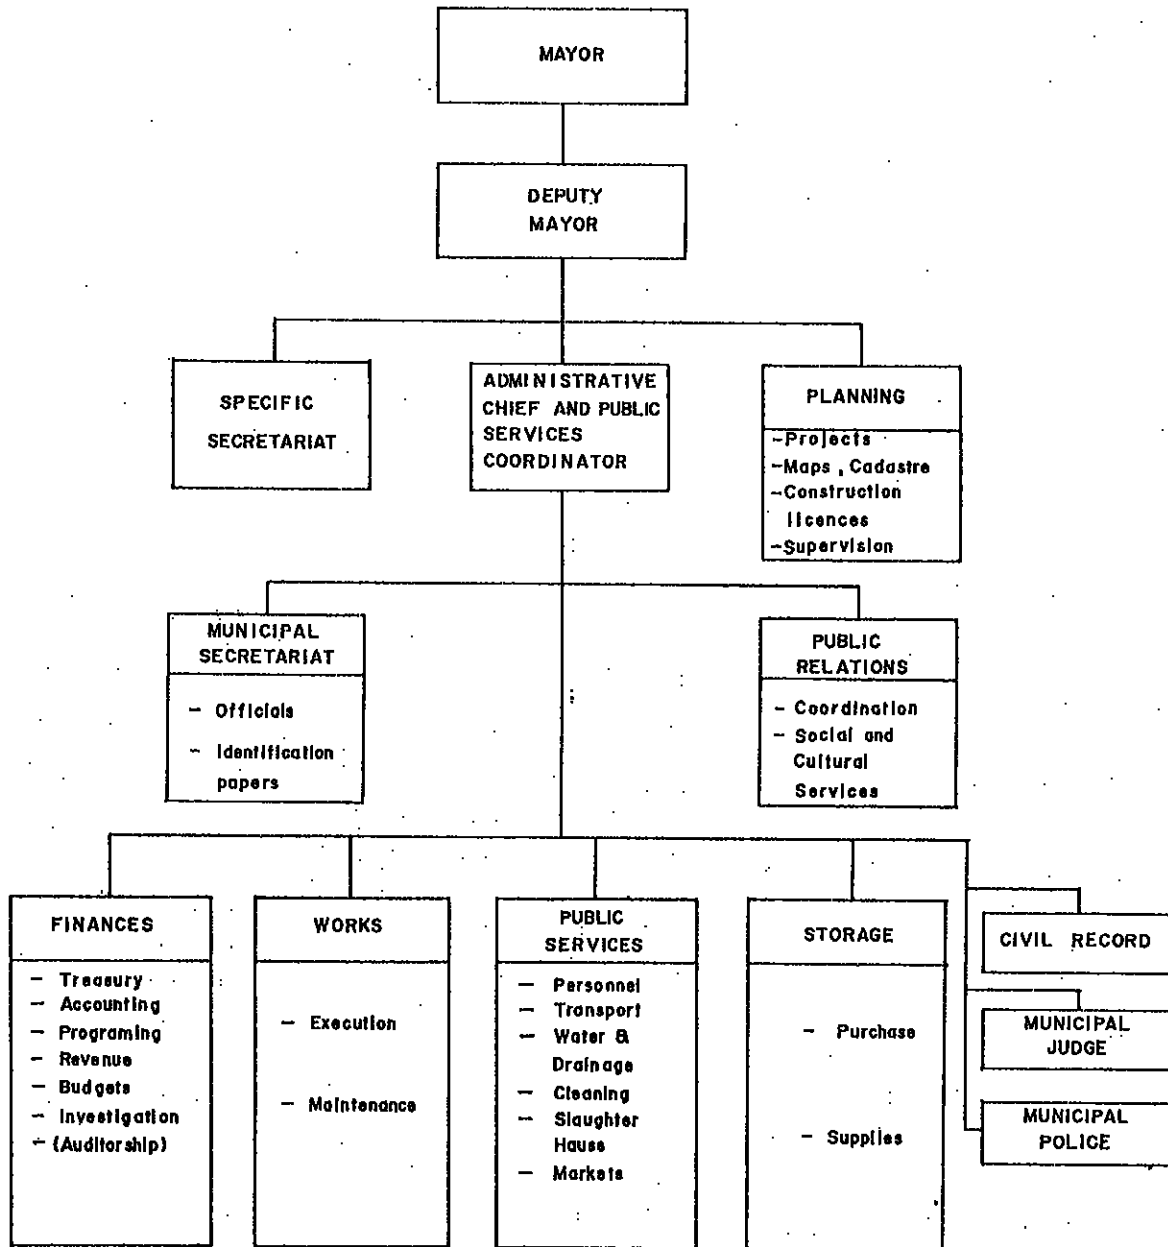 MAYOR
DEPUTY
MAYOR
SPECIFIC
SECRETARIAT
ADMINISTRATIVE
CHIEF AND PUBLIC
SERVICES
COORDINATOR
PLANNING
-Projects
-Maps, Cadastre
-Construction
licences
-Supervision
MUNICIPAL
SECRETARIAT
- Officials
- Identification
papers
PUBLIC
RELATIONS
- Coordination
- Social and
Cultural
Services
FINANCES
- Treasury
- Accounting
- Programing
- Revenue
- Budgets
- Investigation
- (Auditorship)
WORKS
- Execution
- Maintenance
PUBLIC
SERVICES
- Personnel
- Transport
- Water &
Drainage
- Cleaning
- Slaughter
Hause
- Markets
STORAGE
- Purchase
- Supplies
CIVIL RECORD
MUNICIPAL
JUDGE
MUNICIPAL
POLICE